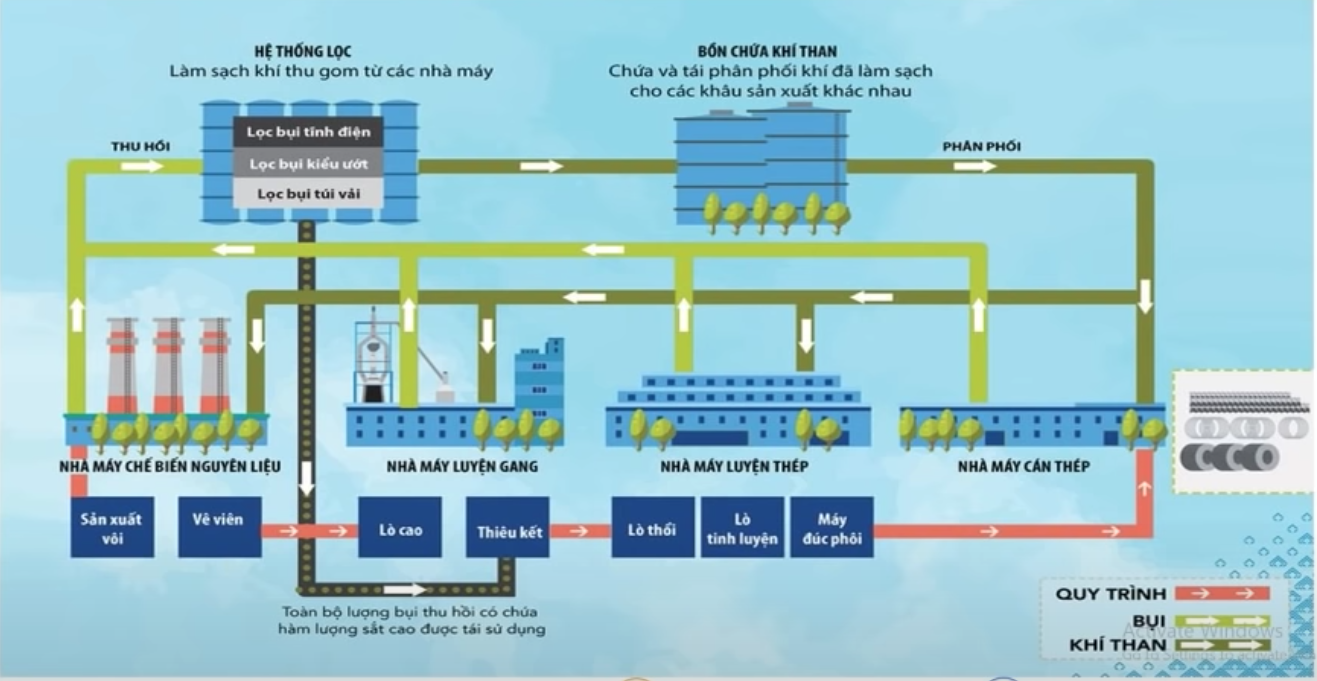 HỆ THỐNG LỌC
Làm sạch khí thu gom từ các nhà máy
BỒN CHỨA KHÍ THAN
Chứa và tái phân phối khí đã làm sạch
cho các khâu sản xuất khác nhau
THU HỒI
Lọc bụi tĩnh điện
Lọc bụi kiểu ướt
Lọc bụi túi vải
PHÂN PHỐI
NHÀ MÁY CHẾ BIẾN NGUYÊN LIỆU
NHÀ MÁY LUYỆN GANG
NHÀ MÁY LUYỆN THÉP
NHÀ MÁY CÁN THÉP
Sản xuất
vôi
Vê viên
Lò cao
Thiêu kết
Lò thổi
Lò
tinh luyện
Máy
đúc phôi
Toàn bộ lượng bụi thu hồi có chứa
hàm lượng sắt cao được tái sử dụng
QUY TRÌNH
BỤI
KHÍ THAN
Activate Windows
Go to Settings to activate